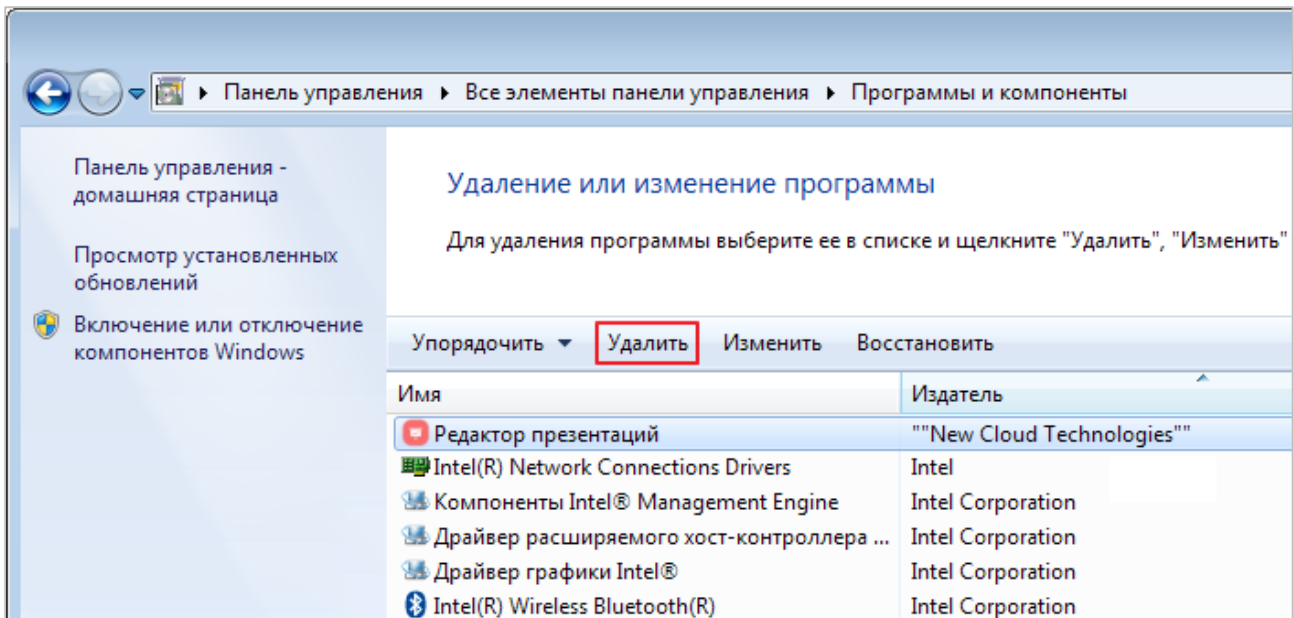 Панель управления ▸ Все элементы панели управления ▸ Программы и компоненты
Панель управления -
домашняя страница
Просмотр установленных
обновлений
Включение или отключение
компонентов Windows
Удаление или изменение программы
Для удаления программы выберите ее в списке и щелкните "Удалить", "Изменить"
Упорядочить Удалить Изменить Восстановить
Имя Издатель
Редактор презентаций ""New Cloud Technologies""
Intel(R) Network Connections Drivers Intel
Компоненты Intel® Management Engine Intel Corporation
Драйвер расширяемого хост-контроллера ... Intel Corporation
Драйвер графики Intel® Intel Corporation
Intel(R) Wireless Bluetooth(R) Intel Corporation